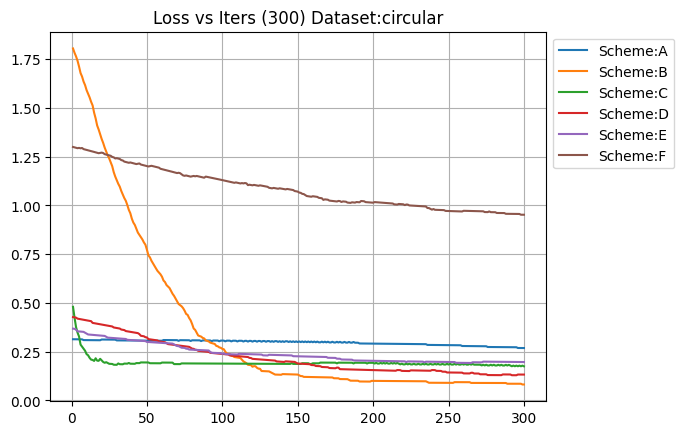 Loss vs Iters (300) Dataset:circular
1.75
1.50
1.25
1.00
0.75
0.50
0.25
0.00
0
50
100
150
200
250
300
Scheme:A
Scheme:B
Scheme:C
Scheme:D
Scheme:E
Scheme:F